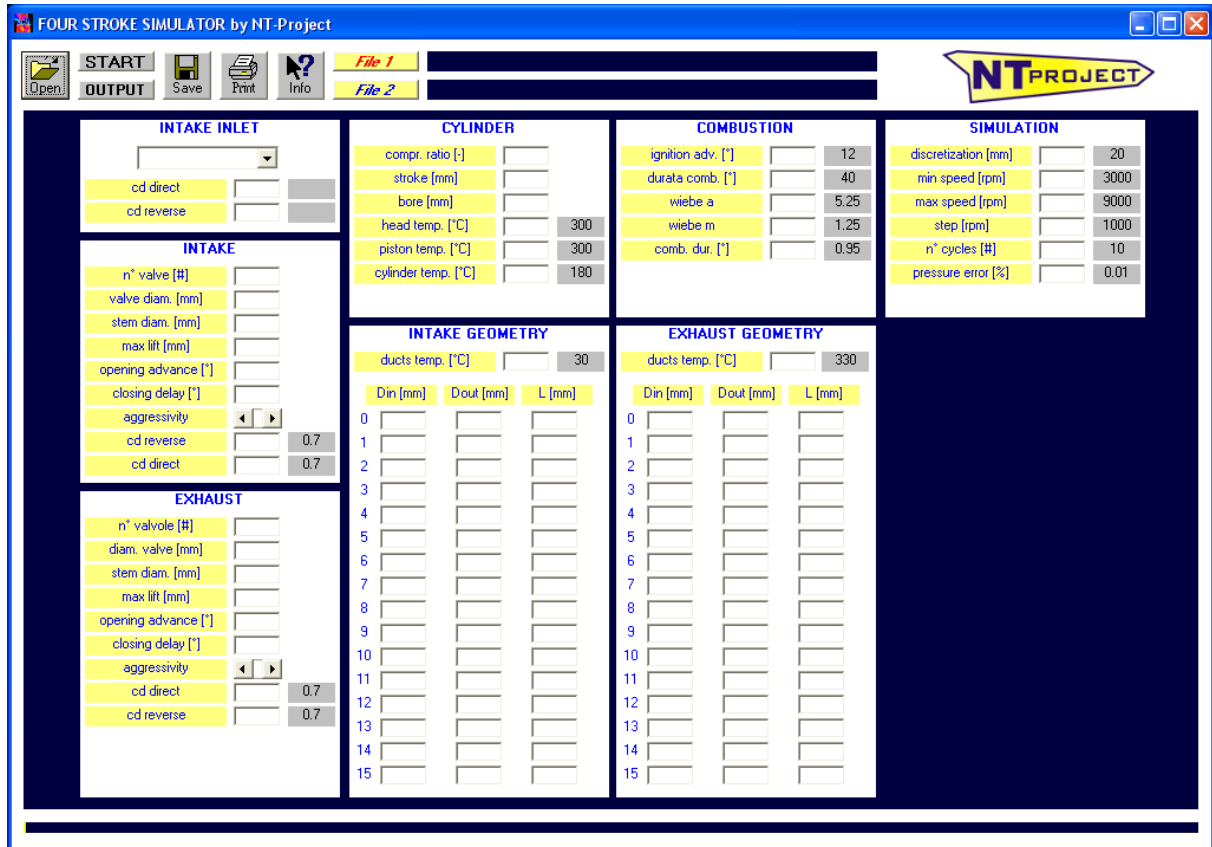 FOUR STROKE SIMULATOR by NT-Project
START
OUTPUT
Open
Save
Print
Info
File 1
File 2
NT PROJECT
INTAKE INLET
cd direct
cd reverse
INTAKE
n° valve [#]
valve diam. [mm]
stem diam. [mm]
max lift [mm]
opening advance [°]
closing delay [°]
aggressivity
cd reverse 0.7
cd direct 0.7
EXHAUST
n° valvole [#]
diam. valve [mm]
stem diam. [mm]
max lift [mm]
opening advance [°]
closing delay [°]
aggressivity
cd direct 0.7
cd reverse 0.7
CYLINDER
compr. ratio [-]
stroke [mm]
bore [mm]
head temp. [°C] 300
piston temp. [°C] 300
cylinder temp. [°C] 180
COMBUSTION
ignition adv. [°] 12
durata comb. [°] 40
wiebe a 5.25
wiebe m 1.25
comb. dur. [°] 0.95
SIMULATION
discretization [mm] 20
min speed [rpm] 3000
max speed [rpm] 9000
step [rpm] 1000
n° cycles [#] 10
pressure error [%] 0.01
INTAKE GEOMETRY
ducts temp. [°C] 30
Din [mm] Dout [mm] L [mm]
0
1
2
3
4
5
6
7
8
9
10
11
12
13
14
15
EXHAUST GEOMETRY
ducts temp. [°C] 330
Din [mm] Dout [mm] L [mm]
0
1
2
3
4
5
6
7
8
9
10
11
12
13
14
15